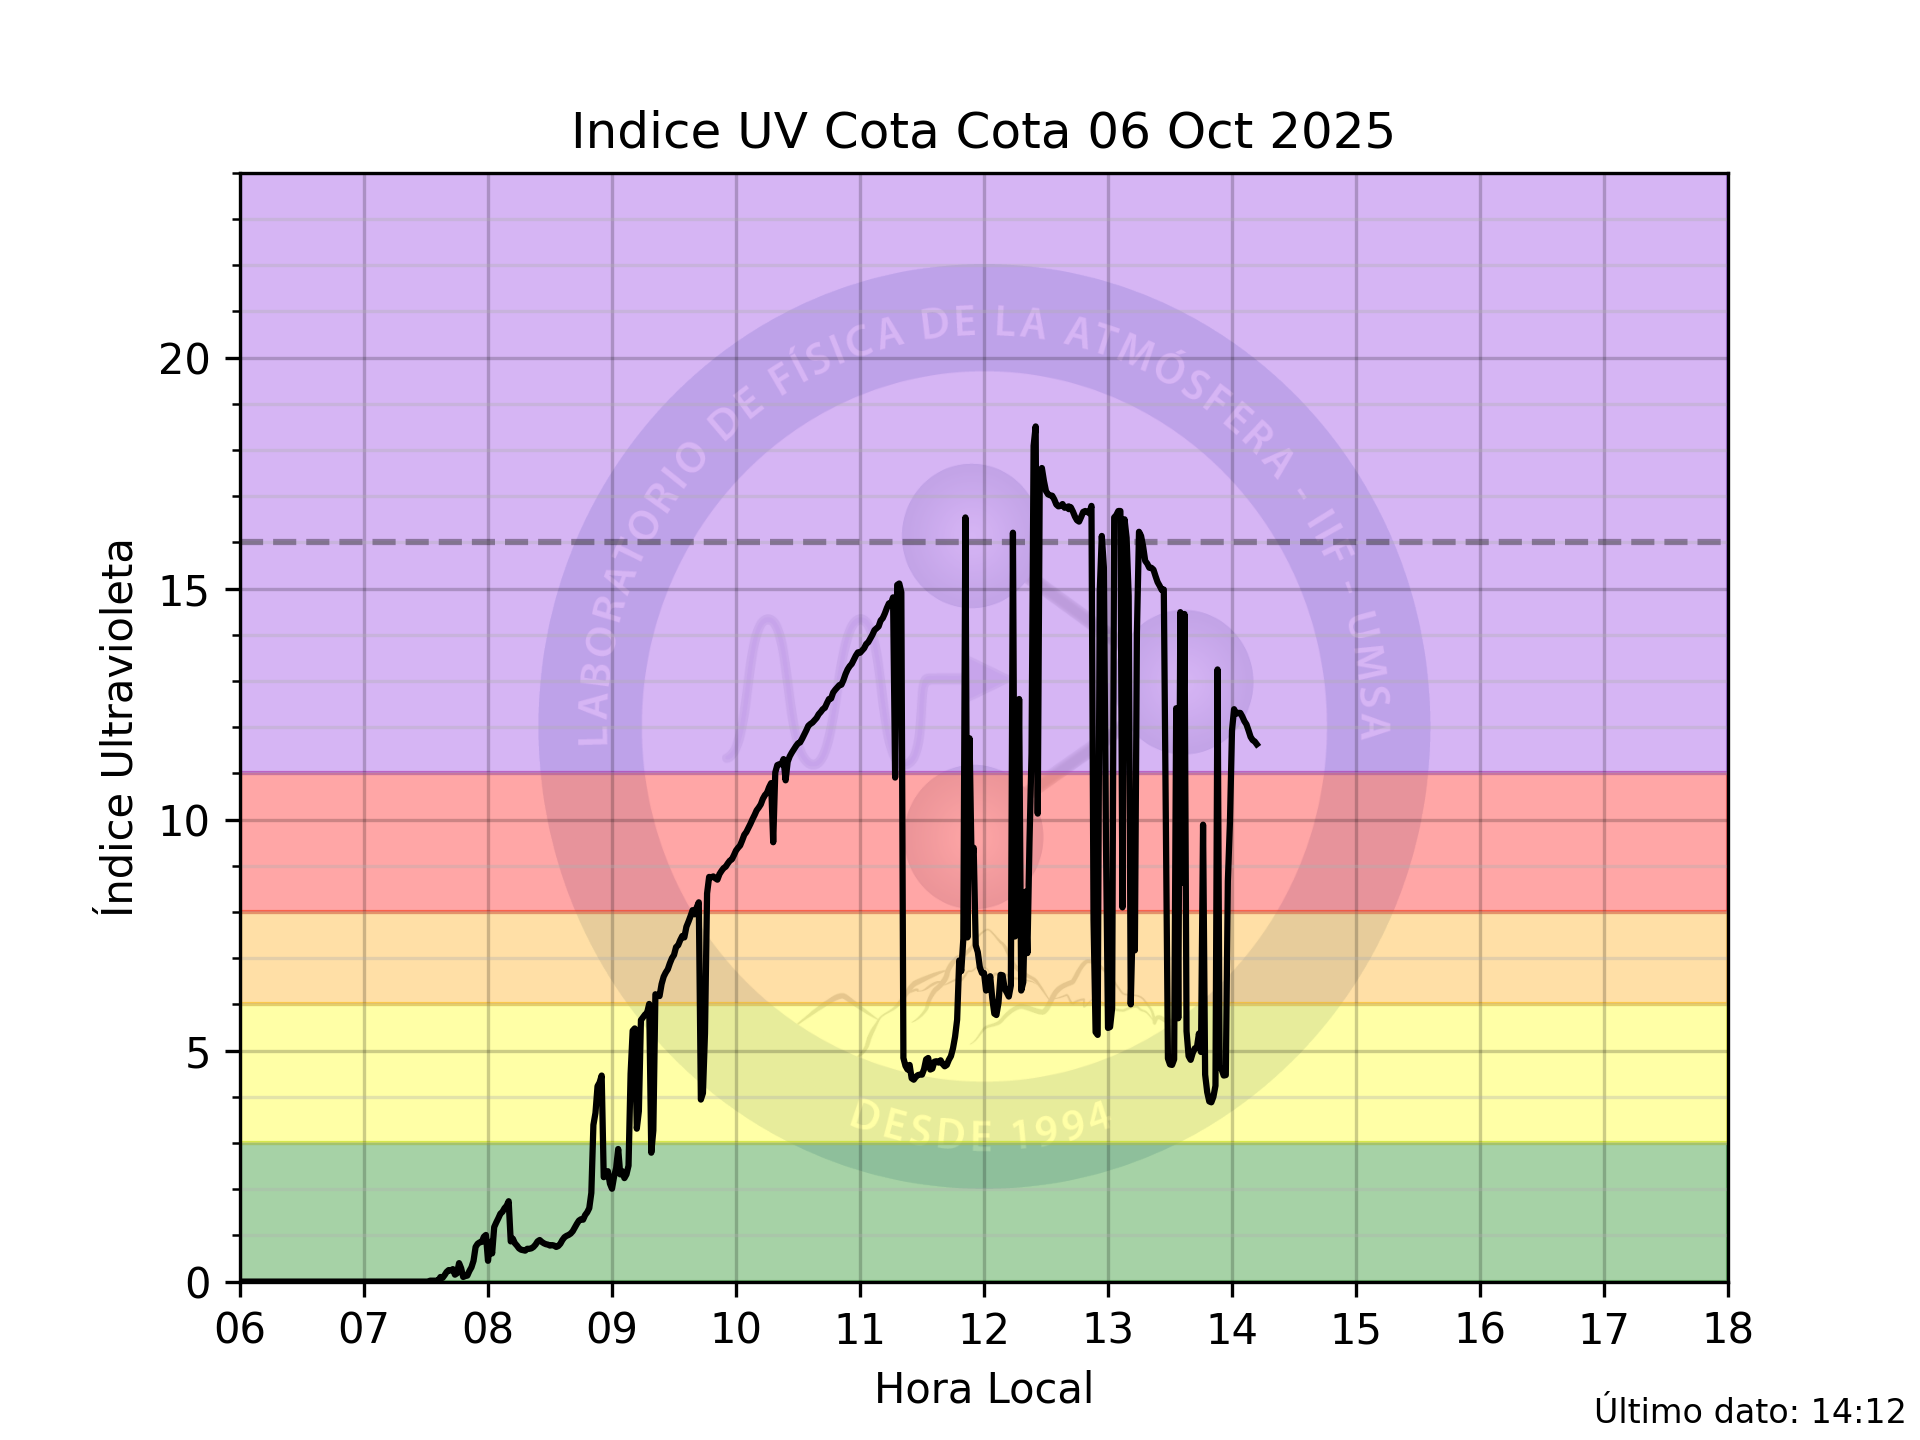 Indice UV Cota Cota 06 Oct 2025
LABORATORIO DE FÍSICA DE LA ATMÓSFERA - IIF - UMSA
DESDE 1994
Índice Ultravioleta
20
15
10
5
0
06 07 08 09 10 11 12 13 14 15 16 17 18
Hora Local
Último dato: 14:12